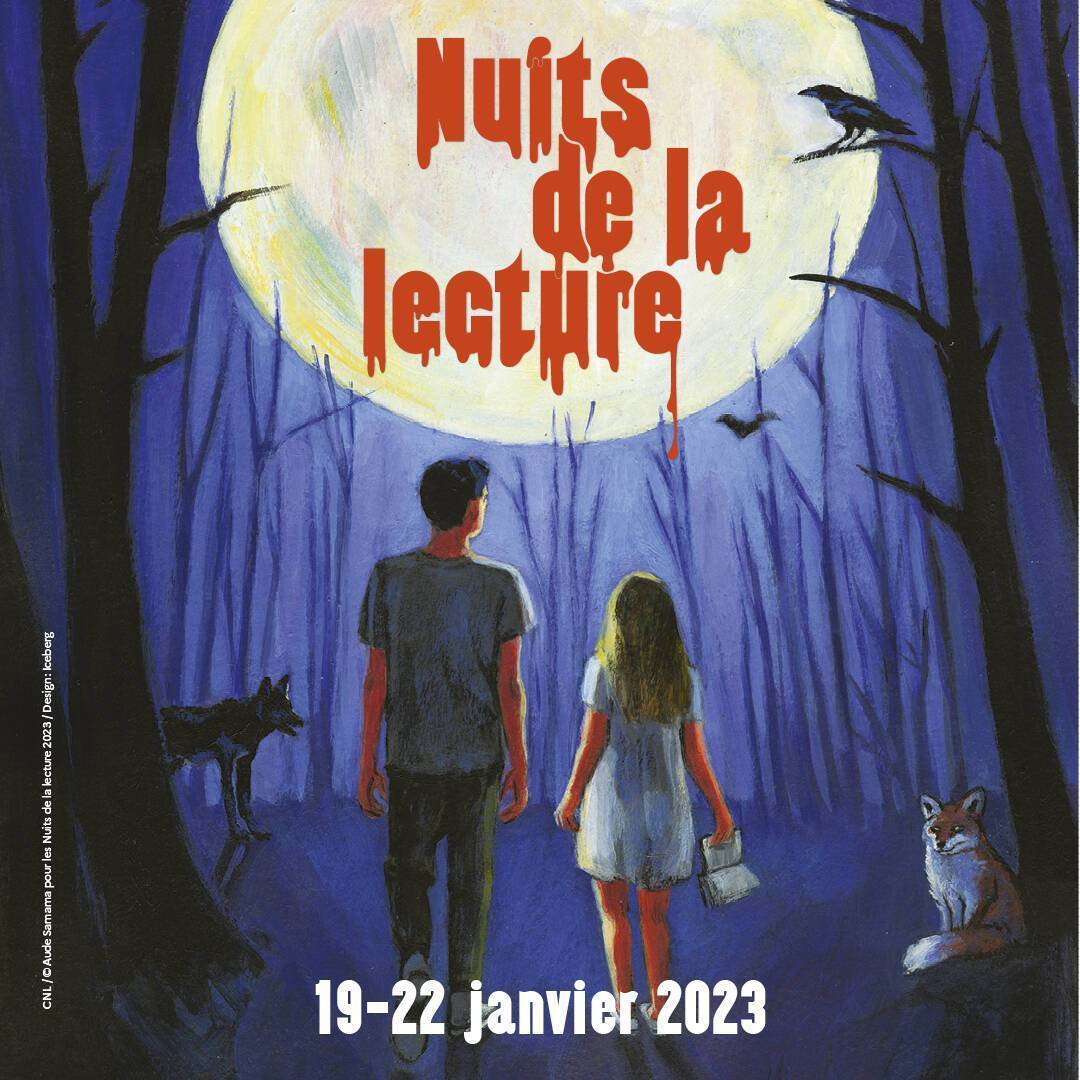 Nuits
de la
lecture
CNL / © Aude Samama pour les Nuits de la lecture 2023 / Design : Iceberg
19-22 janvier 2023